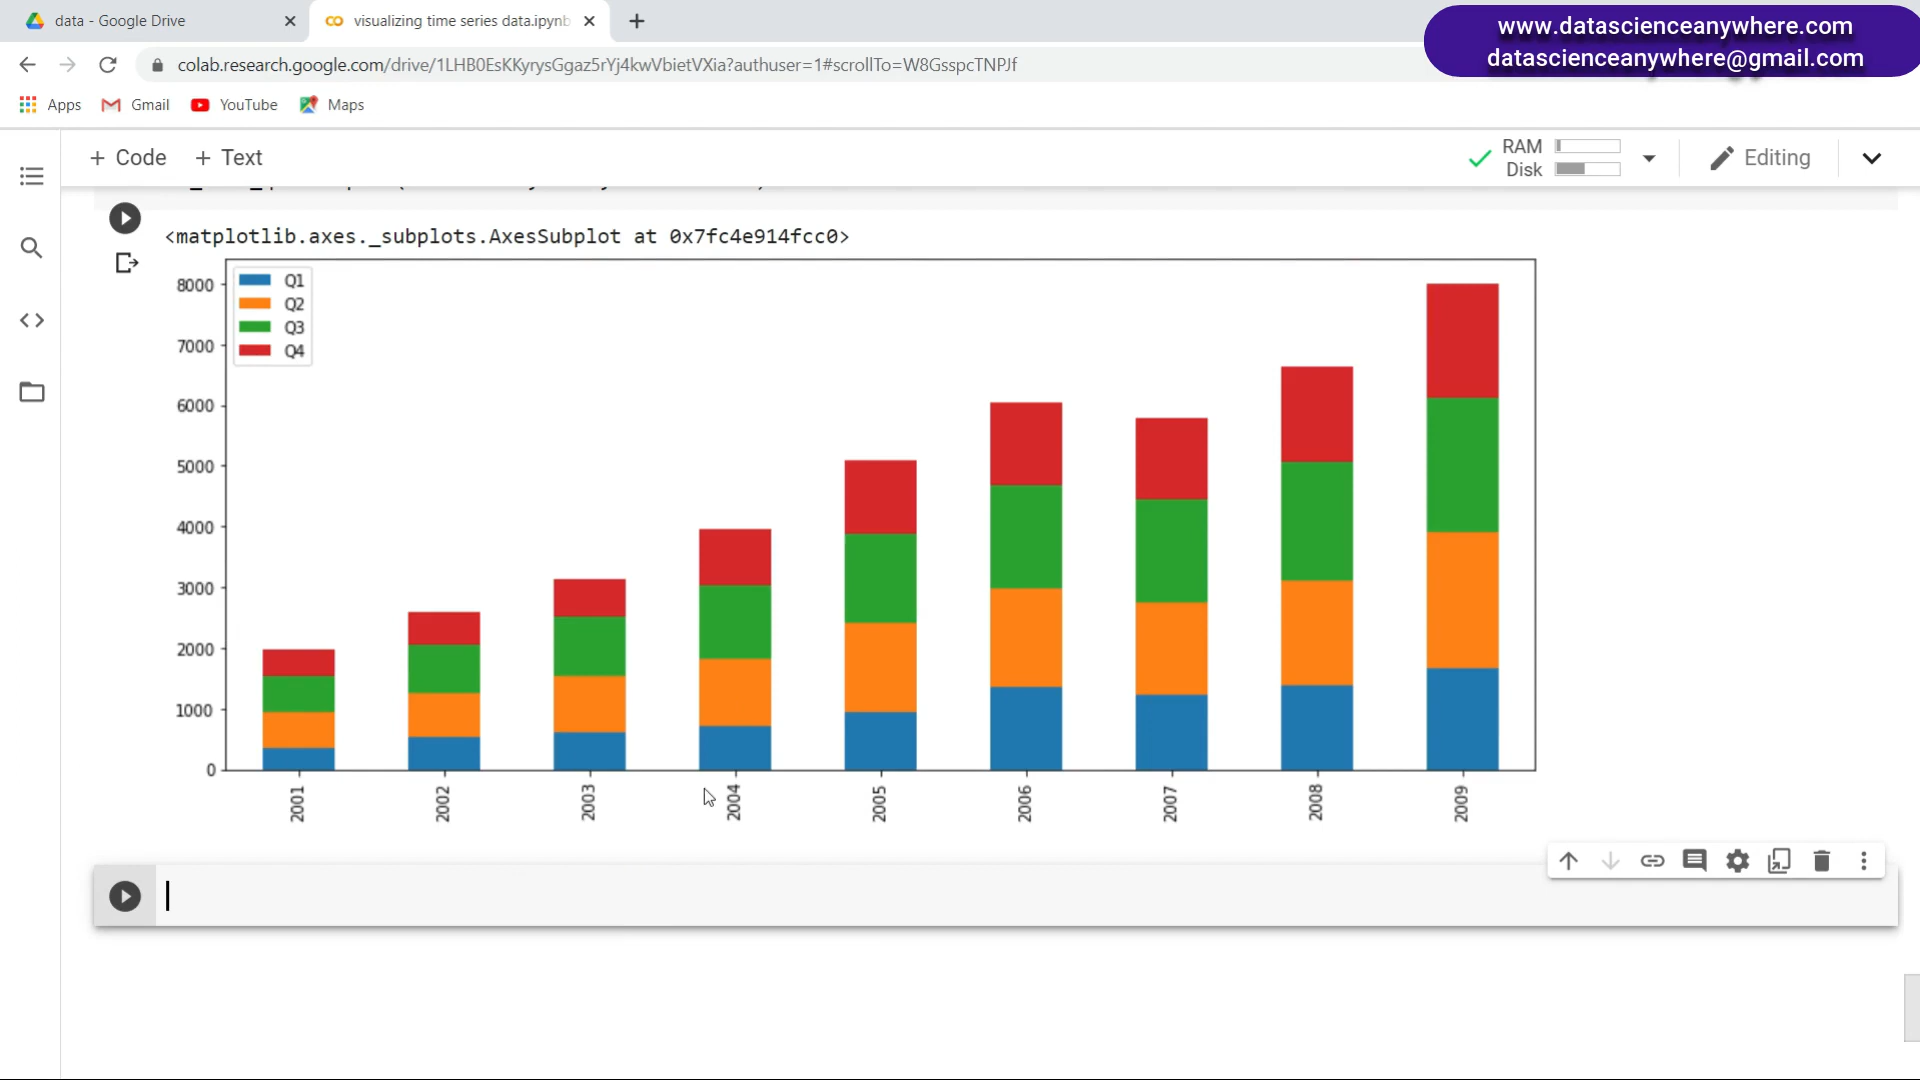 data - Google Drive
visualizing time series data.ipynb
www.datascienceanywhere.com
datascienceanywhere@gmail.com
colab.research.google.com/drive/1LHB0EsKKyrysGgaz5rYj4kwVbietVXia?authuser=1#scrollTo=W8GsspcTNPJf
Apps Gmail YouTube Maps
+ Code + Text
RAM
Disk
Editing
<matplotlib.axes._subplots.AxesSubplot at 0x7fc4e914fcc0>
Q1
Q2
Q3
Q4
8000
7000
6000
5000
4000
3000
2000
1000
0
2001 2002 2003 2004 2005 2006 2007 2008 2009